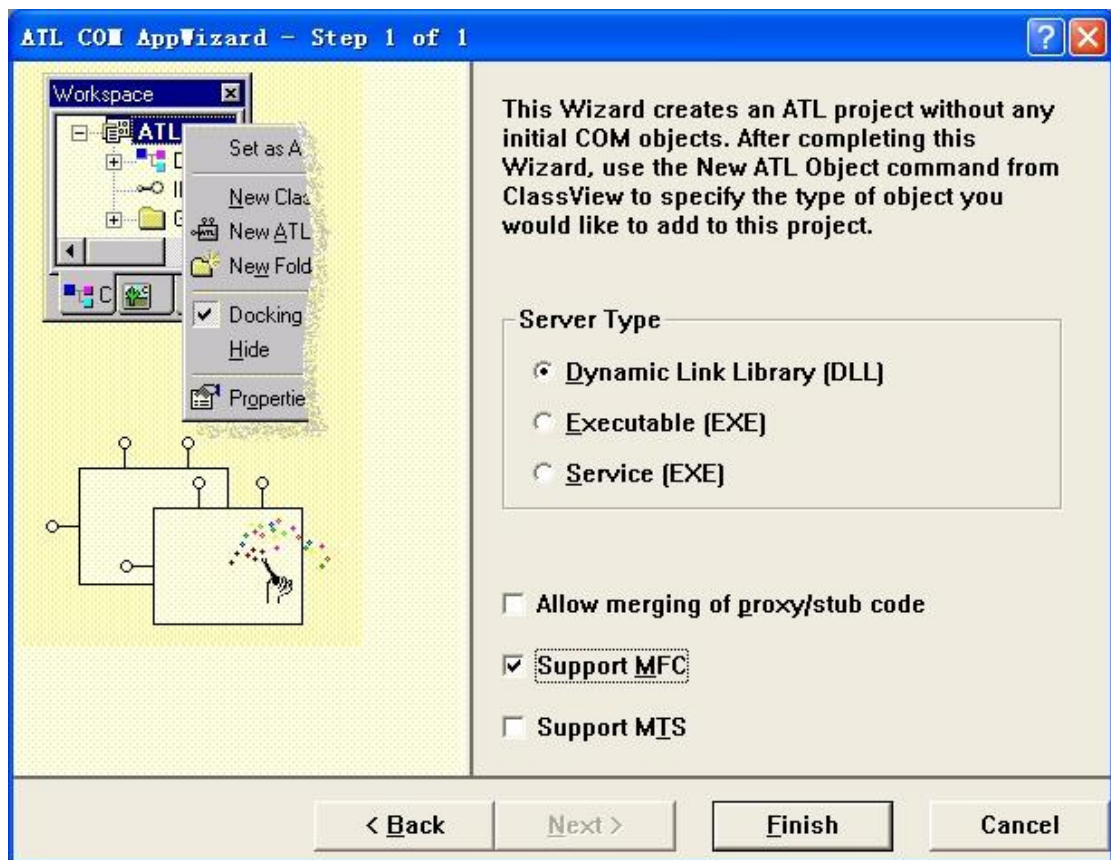 ATL COM AppWizard - Step 1 of 1
Workspace
ATL
Set as A
New Clas
New ATL
New Fold
Docking
Hide
Propertie
C
This Wizard creates an ATL project without any
initial COM objects. After completing this
Wizard, use the New ATL Object command from
ClassView to specify the type of object you
would like to add to this project.
Server Type
Dynamic Link Library (DLL)
Executable (EXE)
Service (EXE)
Allow merging of proxy/stub code
Support MFC
Support MTS
< Back
Next >
Finish
Cancel